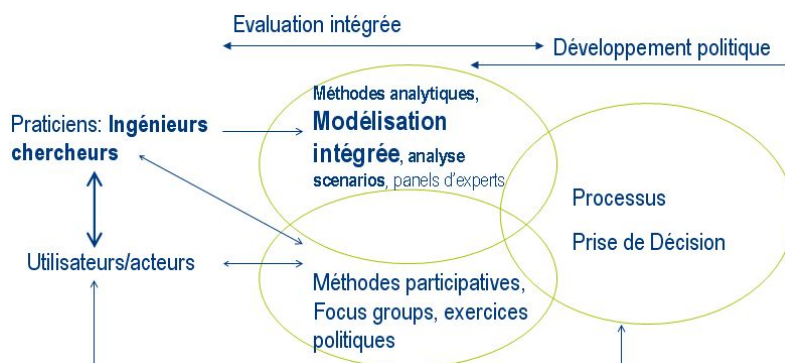 Evaluation intégrée
Développement politique
Méthodes analytiques,
Modélisation
intégrée, analyse
scenarios, panels d'experts
Praticiens: Ingénieurs
chercheurs
Processus
Prise de Décision
Utilisateurs/acteurs
Méthodes participatives,
Focus groups, exercices
politiques